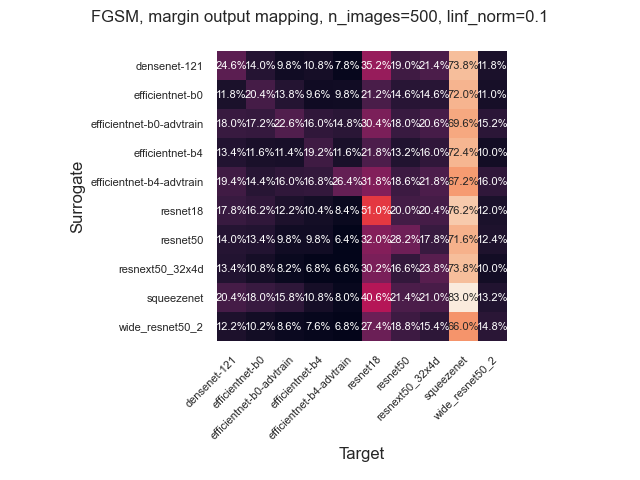 FGSM, margin output mapping, n_images=500, linf_norm=0.1
densenet-121 24.6% 14.0% 9.8% 10.8% 7.8% 35.2% 19.0% 21.4% 73.8% 11.8%
efficientnet-b0 11.8% 20.4% 13.8% 9.6% 9.8% 21.2% 14.6% 14.6% 72.0% 11.0%
efficientnet-b0-advtrain 18.0% 17.2% 22.6% 16.0% 14.8% 30.4% 18.0% 20.6% 69.6% 15.2%
efficientnet-b4 13.4% 11.6% 11.4% 19.2% 11.6% 21.8% 13.2% 16.0% 72.4% 10.0%
efficientnet-b4-advtrain 19.4% 14.4% 16.0% 16.8% 26.4% 31.8% 18.6% 21.8% 67.2% 16.0%
resnet18 17.8% 16.2% 12.2% 10.4% 8.4% 51.0% 20.0% 20.4% 76.2% 12.0%
resnet50 14.0% 13.4% 9.8% 9.8% 6.4% 32.0% 28.2% 17.8% 71.6% 12.4%
resnext50_32x4d 13.4% 10.8% 8.2% 6.8% 6.6% 30.2% 16.6% 23.8% 73.8% 10.0%
squeezenet 20.4% 18.0% 15.8% 10.8% 8.0% 40.6% 21.4% 21.0% 83.0% 13.2%
wide_resnet50_2 12.2% 10.2% 8.6% 7.6% 6.8% 27.4% 18.8% 15.4% 66.0% 14.8%
Surrogate
densenet-121
efficientnet-b0
efficientnet-b0-advtrain
efficientnet-b4
efficientnet-b4-advtrain
resnet18
resnet50
resnext50_32x4d
squeezenet
wide_resnet50_2
Target